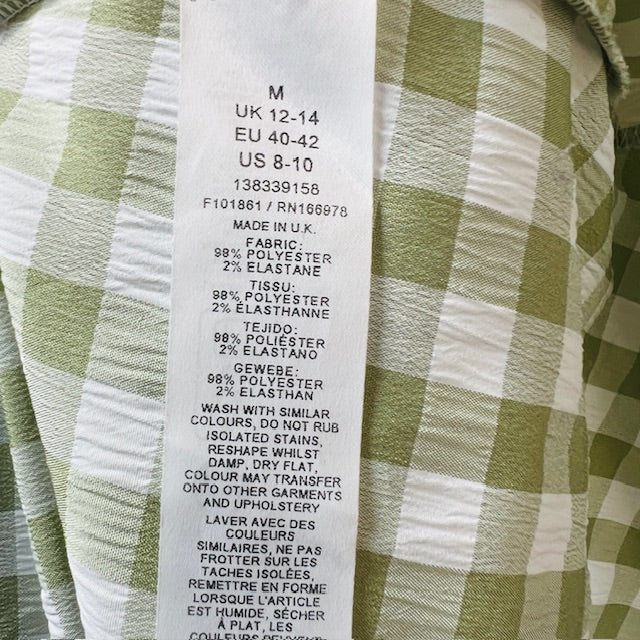 M
UK 12-14
EU 40-42
US 8-10
138339158
F101861 / RN166978
MADE IN U.K.
FABRIC:
98% POLYESTER
2% ELASTANE
TISSU:
98% POLYESTER
2% ÉLASTHANNE
TEJIDO:
98% POLIÉSTER
2% ELASTANO
GEWEBE:
98% POLYESTER
2% ELASTHAN
WASH WITH SIMILAR
COLOURS, DO NOT RUB
ISOLATED STAINS,
RESHAPE WHILST
DAMP, DRY FLAT,
COLOUR MAY TRANSFER
ONTO OTHER GARMENTS
AND UPHOLSTERY
LAVER AVEC DES
COULEURS
SIMILAIRES, NE PAS
FROTTER SUR LES
TACHES ISOLÉES,
REMETTRE EN FORME
LORSQUE L'ARTICLE
EST HUMIDE, SÉCHER
À PLAT, LES
COULEURS PEUVENT